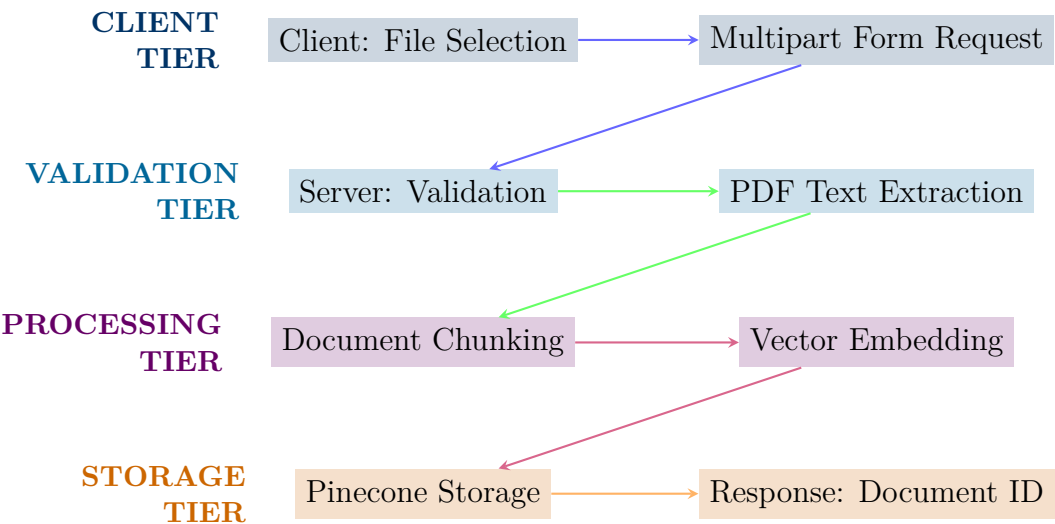 CLIENT
TIER
Client: File Selection
Multipart Form Request
VALIDATION
TIER
Server: Validation
PDF Text Extraction
PROCESSING
TIER
Document Chunking
Vector Embedding
STORAGE
TIER
Pinecone Storage
Response: Document ID